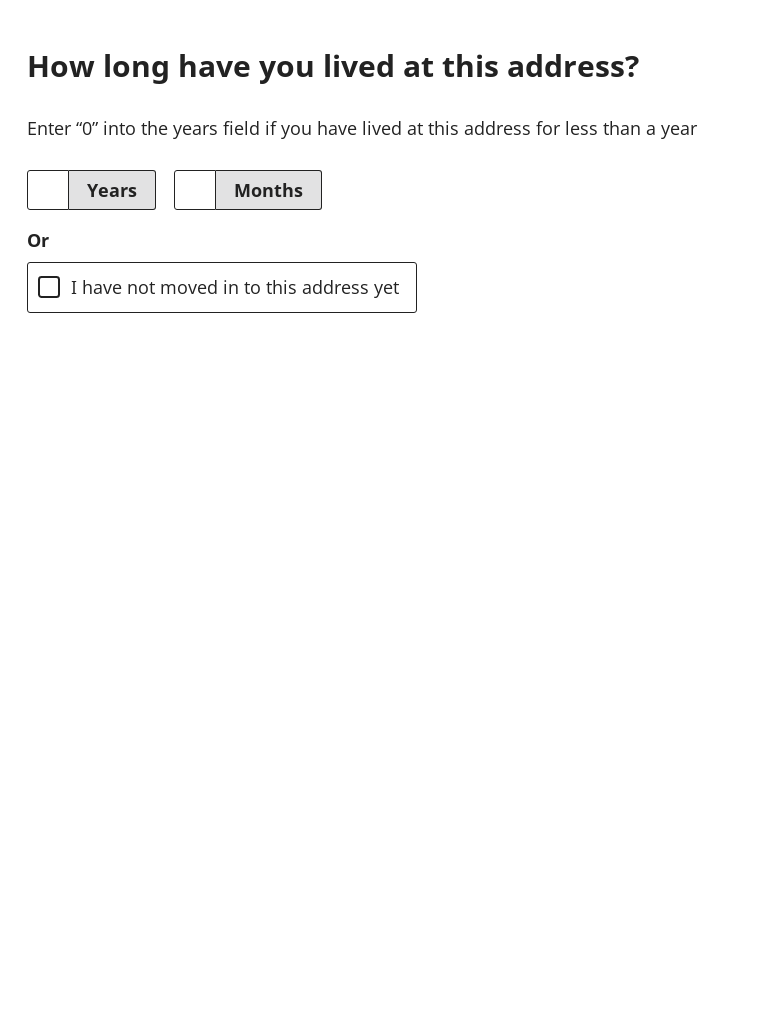 How long have you lived at this address?
Enter “0” into the years field if you have lived at this address for less than a year
Years Months
Or
I have not moved in to this address yet